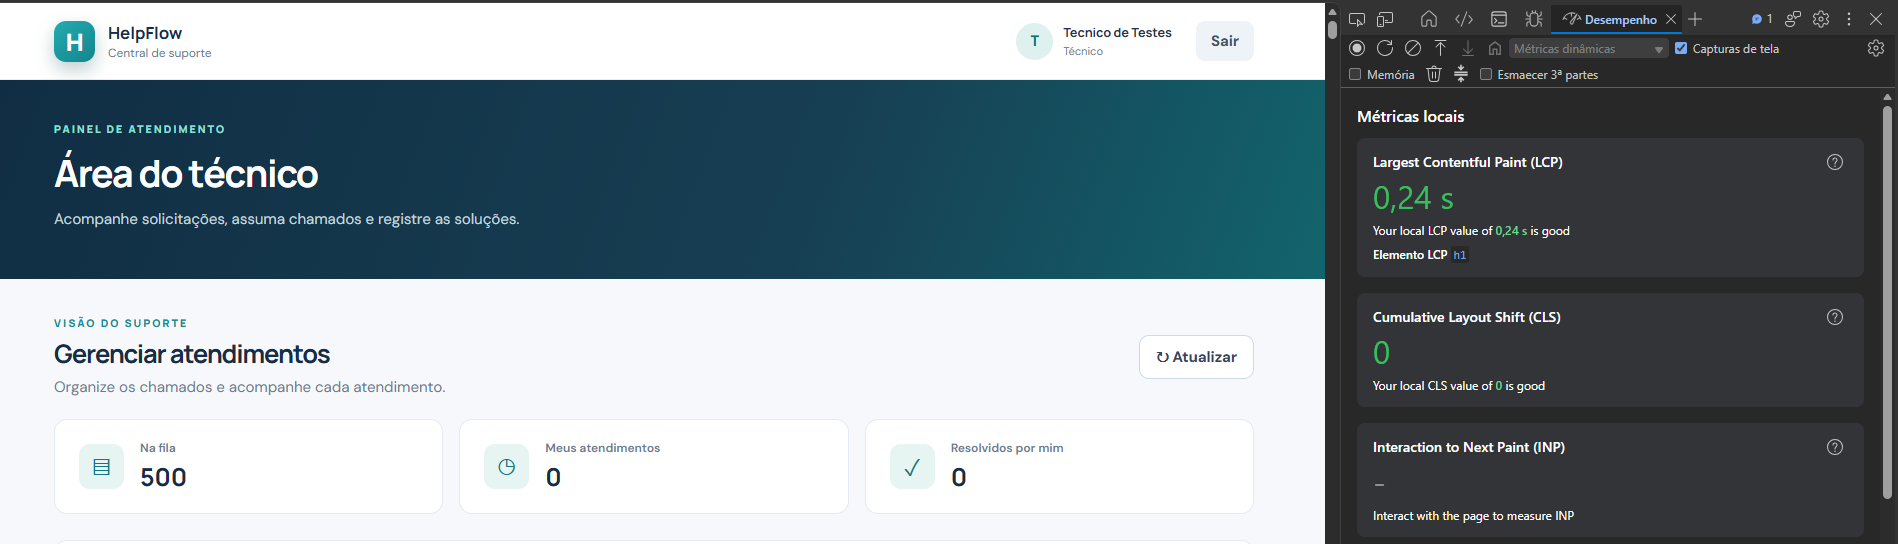 H
HelpFlow
Central de suporte
T
Tecnico de Testes
Técnico
Sair
PAINEL DE ATENDIMENTO
Área do técnico
Acompanhe solicitações, assuma chamados e registre as soluções.
VISÃO DO SUPORTE
Gerenciar atendimentos
Organize os chamados e acompanhe cada atendimento.
↻ Atualizar
Na fila
500
Meus atendimentos
0
Resolvidos por mim
0
Desempenho
1
Métricas dinâmicas
Capturas de tela
Memória
Esmaecer 3ª partes
Métricas locais
Largest Contentful Paint (LCP)
0,24 s
Your local LCP value of 0,24 s is good
Elemento LCP h1
Cumulative Layout Shift (CLS)
0
Your local CLS value of 0 is good
Interaction to Next Paint (INP)
-
Interact with the page to measure INP